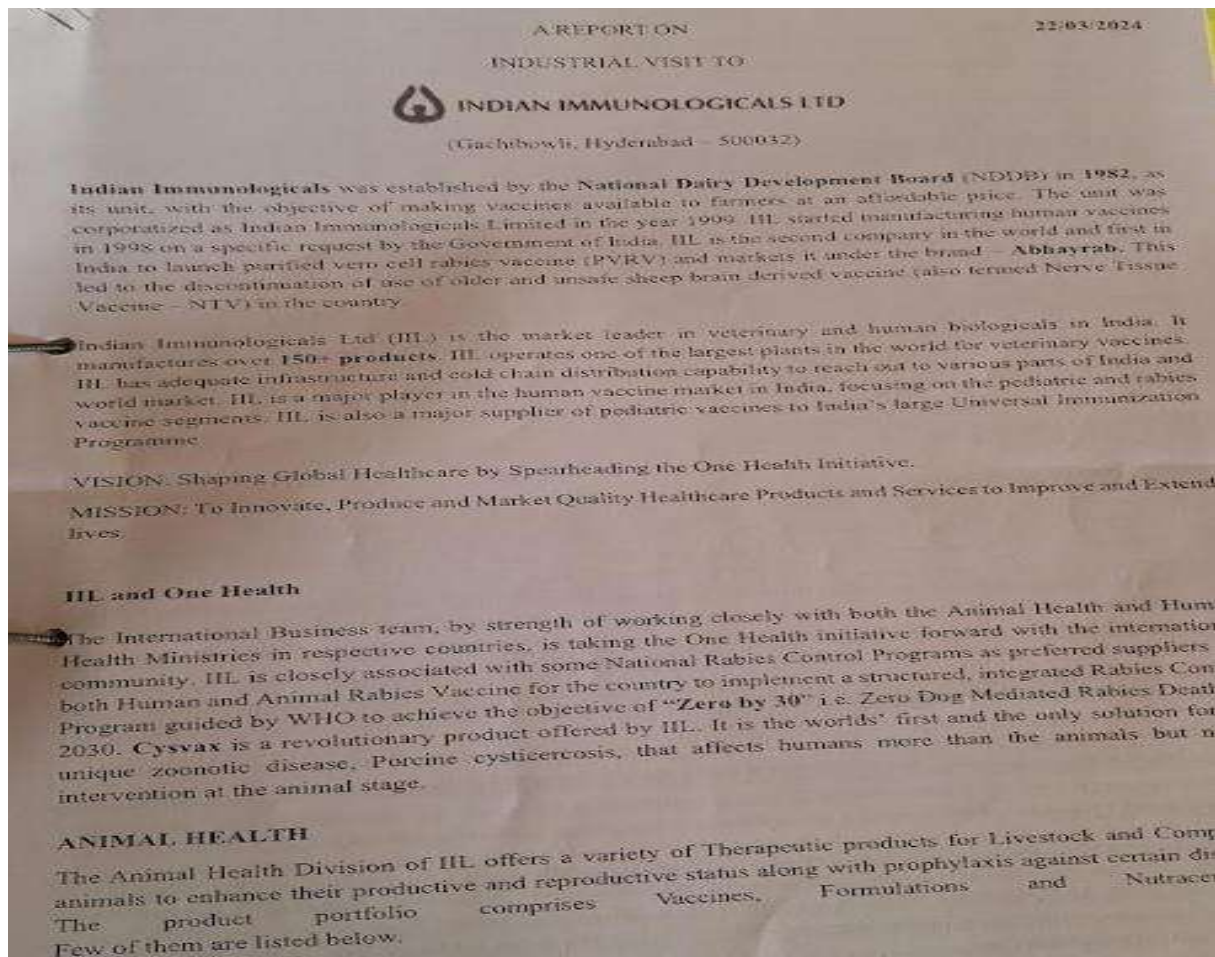 A REPORT ON
22/03/2024
INDUSTRIAL VISIT TO
INDIAN IMMUNOLOGICALS LTD
(Gachibowli, Hyderabad – 500032)
Indian Immunologicals was established by the National Dairy Development Board (NDDB) in 1982, as
its unit, with the objective of making vaccines available to farmers at an affordable price. The unit was
corporatized as Indian Immunologicals Limited in the year 1999. IIL started manufacturing human vaccines
in 1998 on a specific request by the Government of India. IIL is the second company in the world and first in
India to launch purified vero cell rabies vaccine (PVRV) and markets it under the brand – Abhayrab. This
led to the discontinuation of use of older and unsafe sheep brain derived vaccine (also termed Nerve Tissue
Vaccine – NTV) in the country.
Indian Immunologicals Ltd (IIL) is the market leader in veterinary and human biologicals in India. It
manufactures over 150+ products. IIL operates one of the largest plants in the world for veterinary vaccines.
IIL has adequate infrastructure and cold chain distribution capability to reach out to various parts of India and
world market. IIL is a major player in the human vaccine market in India, focusing on the pediatric and rabies
vaccine segments. IIL is also a major supplier of pediatric vaccines to India's large Universal Immunization
Programme
VISION: Shaping Global Healthcare by Spearheading the One Health Initiative.
MISSION: To Innovate, Produce and Market Quality Healthcare Products and Services to Improve and Extend
lives.
IIL and One Health
The International Business team, by strength of working closely with both the Animal Health and Hum
Health Ministries in respective countries, is taking the One Health initiative forward with the internatio
community. IIL is closely associated with some National Rabies Control Programs as preferred suppliers
both Human and Animal Rabies Vaccine for the country to implement a structured, integrated Rabies Con
Program guided by WHO to achieve the objective of "Zero by 30" i.e. Zero Dog Mediated Rabies Death
2030. Cysvax is a revolutionary product offered by IIL. It is the worlds' first and the only solution for
unique zoonotic disease, Porcine cysticercosis, that affects humans more than the animals but n
intervention at the animal stage.
ANIMAL HEALTH
The Animal Health Division of IIL offers a variety of Therapeutic products for Livestock and Comp
animals to enhance their productive and reproductive status along with prophylaxis against certain dis
The product portfolio comprises Vaccines, Formulations and Nutrace
Few of them are listed below.